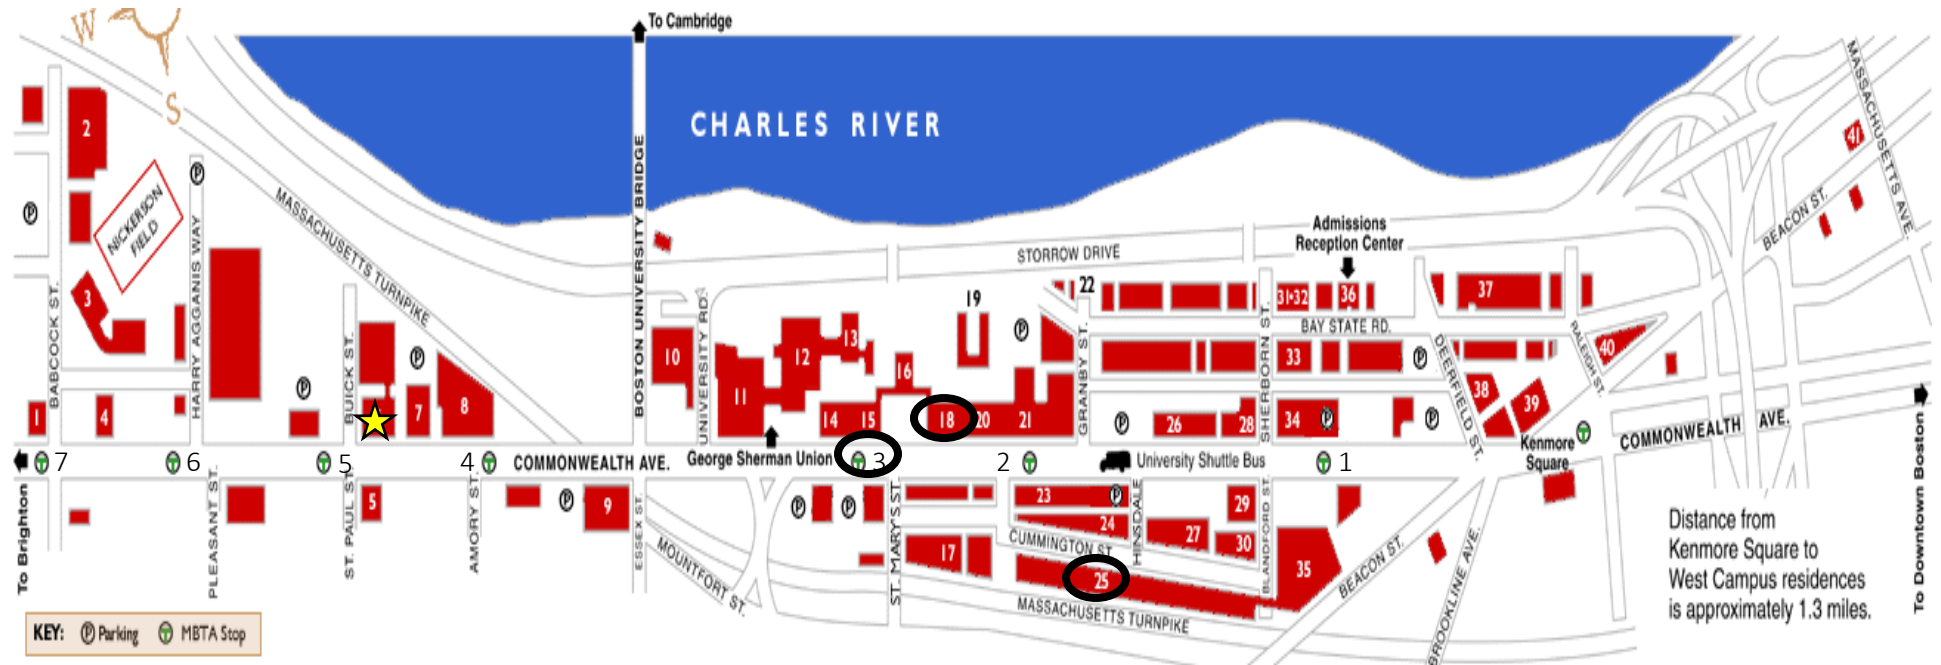 W
S
To Cambridge
CHARLES RIVER
BOSTON UNIVERSITY BRIDGE
MASSACHUSETTS AVE.
MASSACHUSETTS AVE.
BEACON ST.
41
2
P
P
NICKERSON
FIELD
HARRY AGGANIS WAY
MASSACHUSETTS TURNPIKE
STORROW DRIVE
Admissions
Reception Center
BABCOCK ST.
3
BUICK ST.
P
P
UNIVERSITY RD.
10
11
12
13
16
19
P
22
GRANBY ST.
SHERBORN ST.
31•32
36
37
BAY STATE RD.
33
P
DEERFIELD ST.
RALEIGH ST.
40
38
39
1
4
7
8
14
15
18
20
21
P
26
28
34
P
P
Kenmore
Square
COMMONWEALTH AVE.
7
6
5
4
COMMONWEALTH AVE.
George Sherman Union
3
2
University Shuttle Bus
1
To Brighton
PLEASANT ST.
ST. PAUL ST.
5
AMORY ST.
P
9
ESSEX ST.
MOUNTFORT ST.
P
P
ST. MARY'S ST.
17
23
P
24
HINSDALE
CUMMINGTON ST.
25
27
29
30
BLANDFORD ST.
35
BEACON ST.
BROOKLINE AVE.
MASSACHUSETTS TURNPIKE
Distance from
Kenmore Square to
West Campus residences
is approximately 1.3 miles.
To Downtown Boston
KEY: P Parking T MBTA Stop